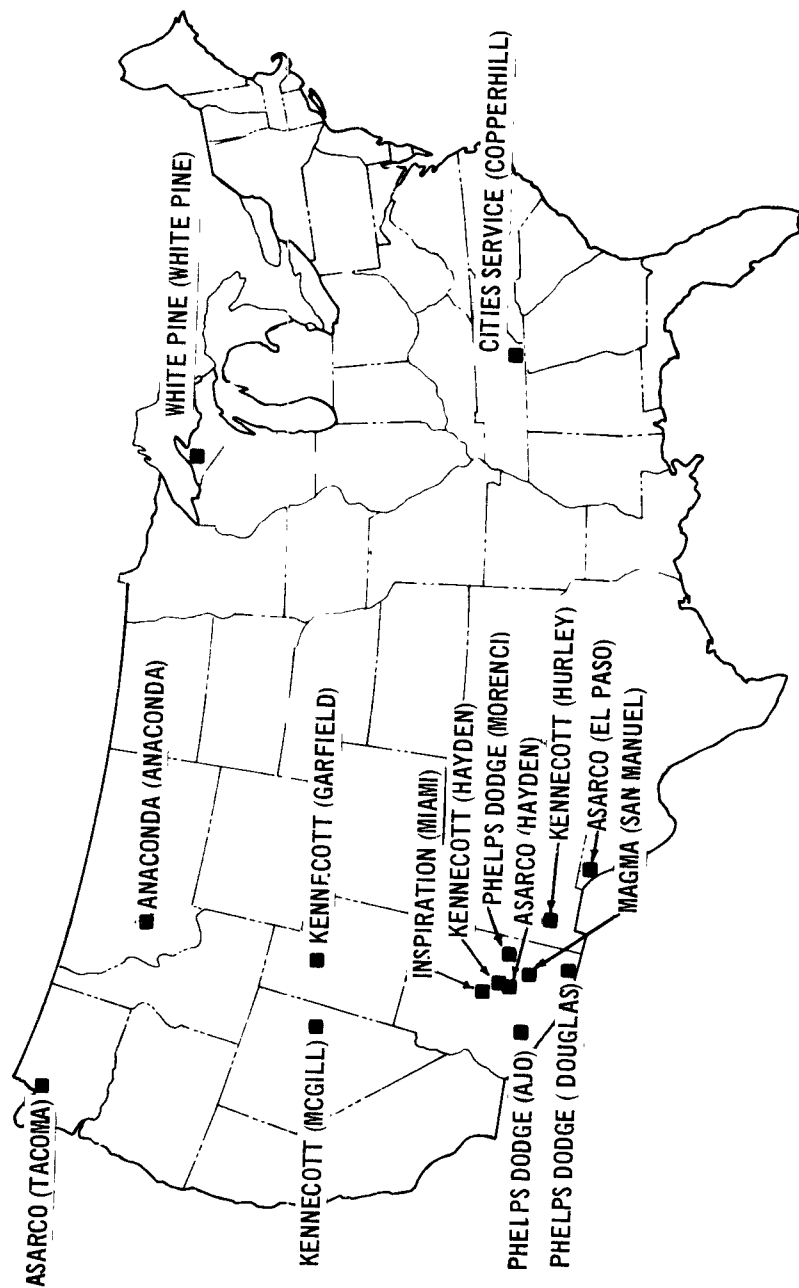 ASARCO (TACOMA)
ANACONDA (ANACONDA)
WHITE PINE (WHITE PINE)
KENNECOTT (MCGILL)
KENNECOTT (GARFIELD)
INSPIRATION (MIAMI)
KENNECOTT (HAYDEN)
PHELPS DODGE (MORENCI)
ASARCO (HAYDEN)
KENNECOTT (HURLEY)
ASARCO (EL PASO)
MAGMA (SAN MANUEL)
PHELPS DODGE (AJO)
PHELPS DODGE ( DOUGLAS)
CITIES SERVICE (COPPERHILL)